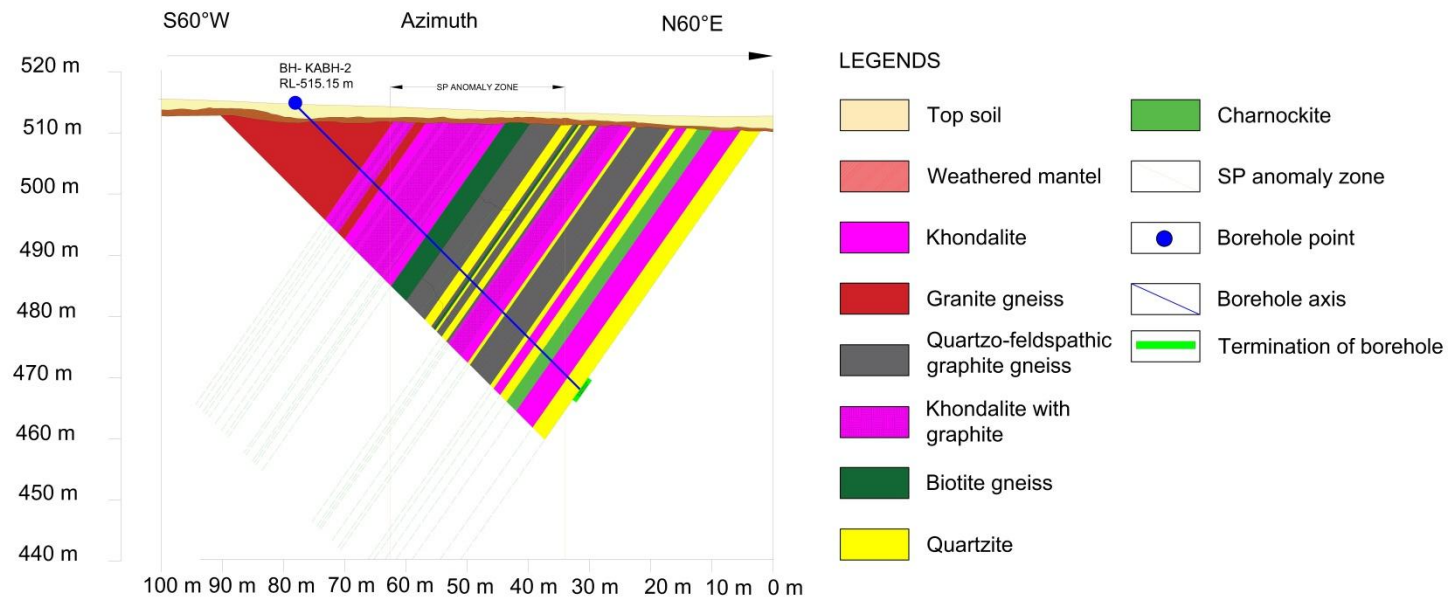 S60°W
Azimuth
N60°E
BH- KABH-2
RL-515.15 m
SP ANOMALY ZONE
520 m
510 m
500 m
490 m
480 m
470 m
460 m
450 m
440 m
100 m
90 m
80 m
70 m
60 m
50 m
40 m
30 m
20 m
10 m
0 m
LEGENDS
Top soil
Weathered mantel
Khondalite
Granite gneiss
Quartzo-feldspathic
graphite gneiss
Khondalite with
graphite
Biotite gneiss
Quartzite
Charnockite
SP anomaly zone
Borehole point
Borehole axis
Termination of borehole